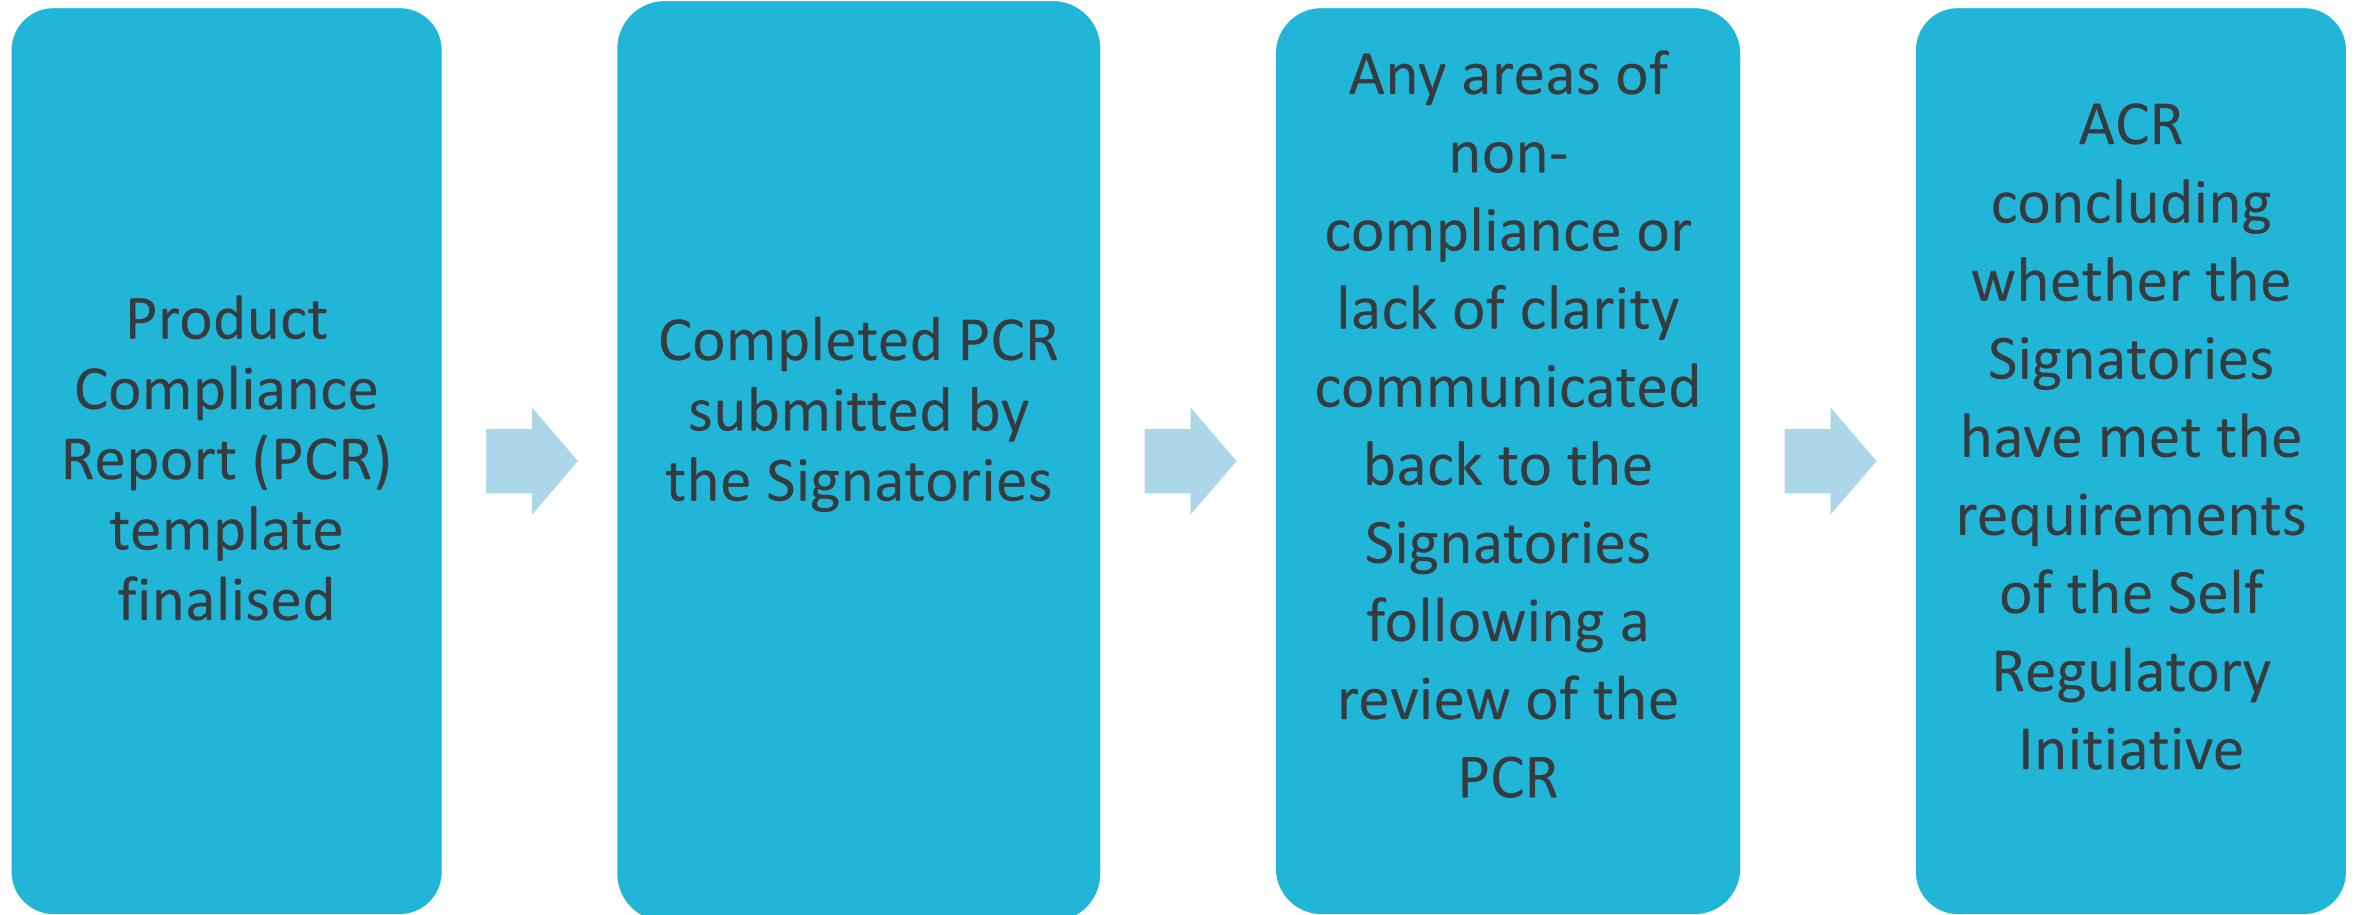 Product
Compliance
Report (PCR)
template
finalised
Completed PCR
submitted by
the Signatories
Any areas of
non-
compliance or
lack of clarity
communicated
back to the
Signatories
following a
review of the
PCR
ACR
concluding
whether the
Signatories
have met the
requirements
of the Self
Regulatory
Initiative